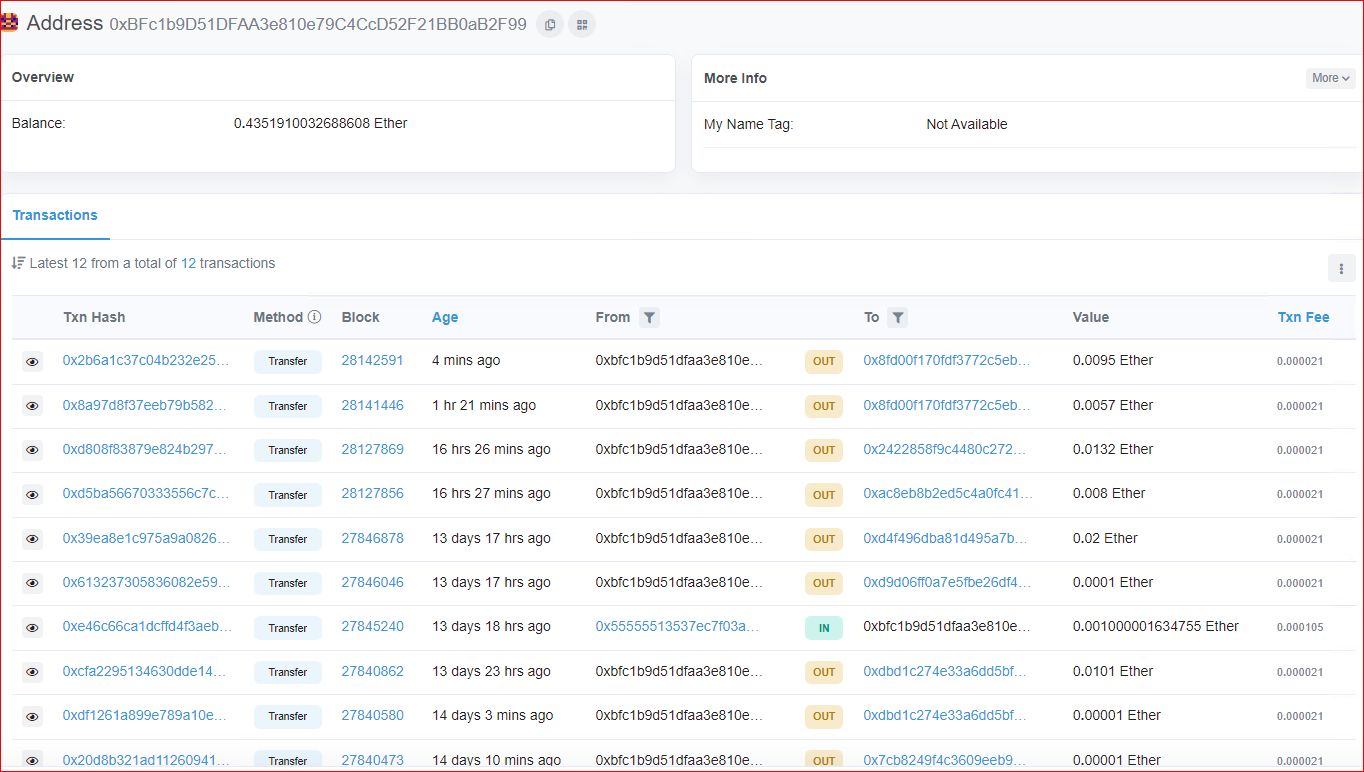 Address 0xBFc1b9D51DFAA3e810e79C4CcD52F21BB0aB2F99
Overview
Balance: 0.4351910032688608 Ether
More Info More
My Name Tag: Not Available
Transactions
Latest 12 from a total of 12 transactions
Txn Hash Method Block Age From To Value Txn Fee
0x2b6a1c37c04b232e25... Transfer 28142591 4 mins ago 0xbfc1b9d51dfaa3e810e... OUT 0x8fd00f170fdf3772c5eb... 0.0095 Ether 0.000021
0x8a97d8f37eeb79b582... Transfer 28141446 1 hr 21 mins ago 0xbfc1b9d51dfaa3e810e... OUT 0x8fd00f170fdf3772c5eb... 0.0057 Ether 0.000021
0xd808f83879e824b297... Transfer 28127869 16 hrs 26 mins ago 0xbfc1b9d51dfaa3e810e... OUT 0x2422858f9c4480c272... 0.0132 Ether 0.000021
0xd5ba56670333556c7c... Transfer 28127856 16 hrs 27 mins ago 0xbfc1b9d51dfaa3e810e... OUT 0xac8eb8b2ed5c4a0fc41... 0.008 Ether 0.000021
0x39ea8e1c975a9a0826... Transfer 27846878 13 days 17 hrs ago 0xbfc1b9d51dfaa3e810e... OUT 0xd4f496dba81d495a7b... 0.02 Ether 0.000021
0x613237305836082e59... Transfer 27846046 13 days 17 hrs ago 0xbfc1b9d51dfaa3e810e... OUT 0xd9d06ff0a7e5fbe26df4... 0.0001 Ether 0.000021
0xe46c66ca1dcffd4f3aeb... Transfer 27845240 13 days 18 hrs ago 0x55555513537ec7f03a... IN 0xbfc1b9d51dfaa3e810e... 0.001000001634755 Ether 0.000105
0xcfa2295134630dde14... Transfer 27840862 13 days 23 hrs ago 0xbfc1b9d51dfaa3e810e... OUT 0xdbd1c274e33a6dd5bf... 0.0101 Ether 0.000021
0xdf1261a899e789a10e... Transfer 27840580 14 days 3 mins ago 0xbfc1b9d51dfaa3e810e... OUT 0xdbd1c274e33a6dd5bf... 0.00001 Ether 0.000021
0x20d8b321ad11260941... Transfer 27840473 14 days 10 mins ago 0xbfc1b9d51dfaa3e810e... OUT 0x7cb8249f4c3609eeb9... 0.00001 Ether 0.000021